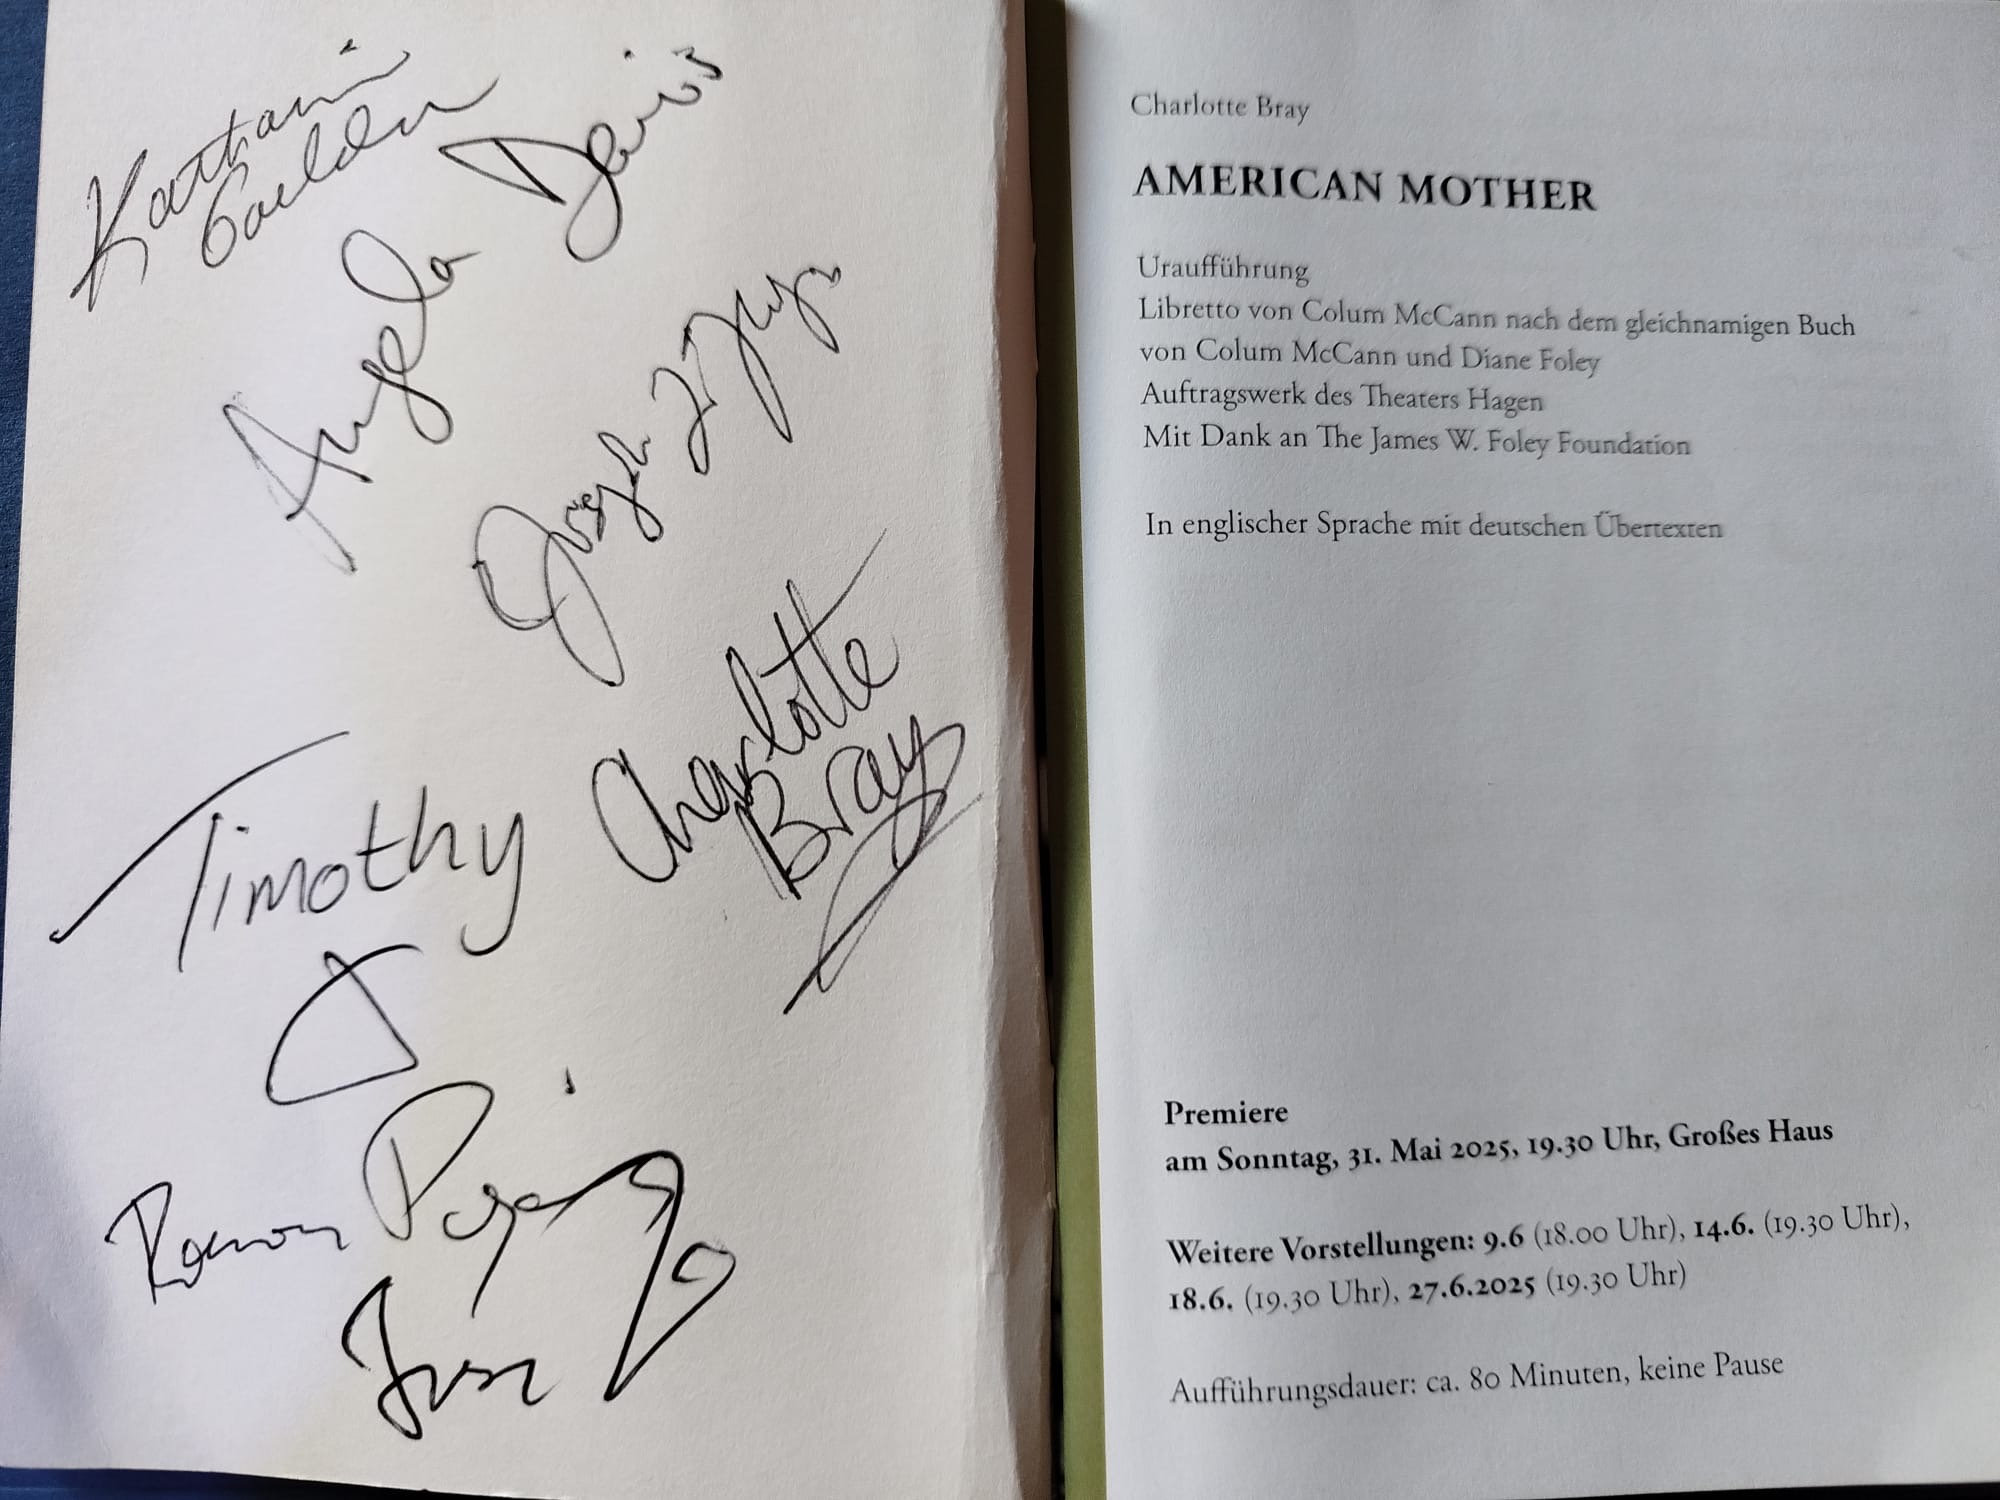 Katharine
Goeldner
Angela Davis
Joseph
Charlotte
Bray
Timothy
Roman
Charlotte Bray
AMERICAN MOTHER
Uraufführung
Libretto von Colum McCann nach dem gleichnamigen Buch
von Colum McCann und Diane Foley
Auftragswerk des Theaters Hagen
Mit Dank an The James W. Foley Foundation
In englischer Sprache mit deutschen Übertexten
Premiere
am Sonntag, 31. Mai 2025, 19.30 Uhr, Großes Haus
Weitere Vorstellungen: 9.6 (18.00 Uhr), 14.6. (19.30 Uhr),
18.6. (19.30 Uhr), 27.6.2025 (19.30 Uhr)
Aufführungsdauer: ca. 80 Minuten, keine Pause